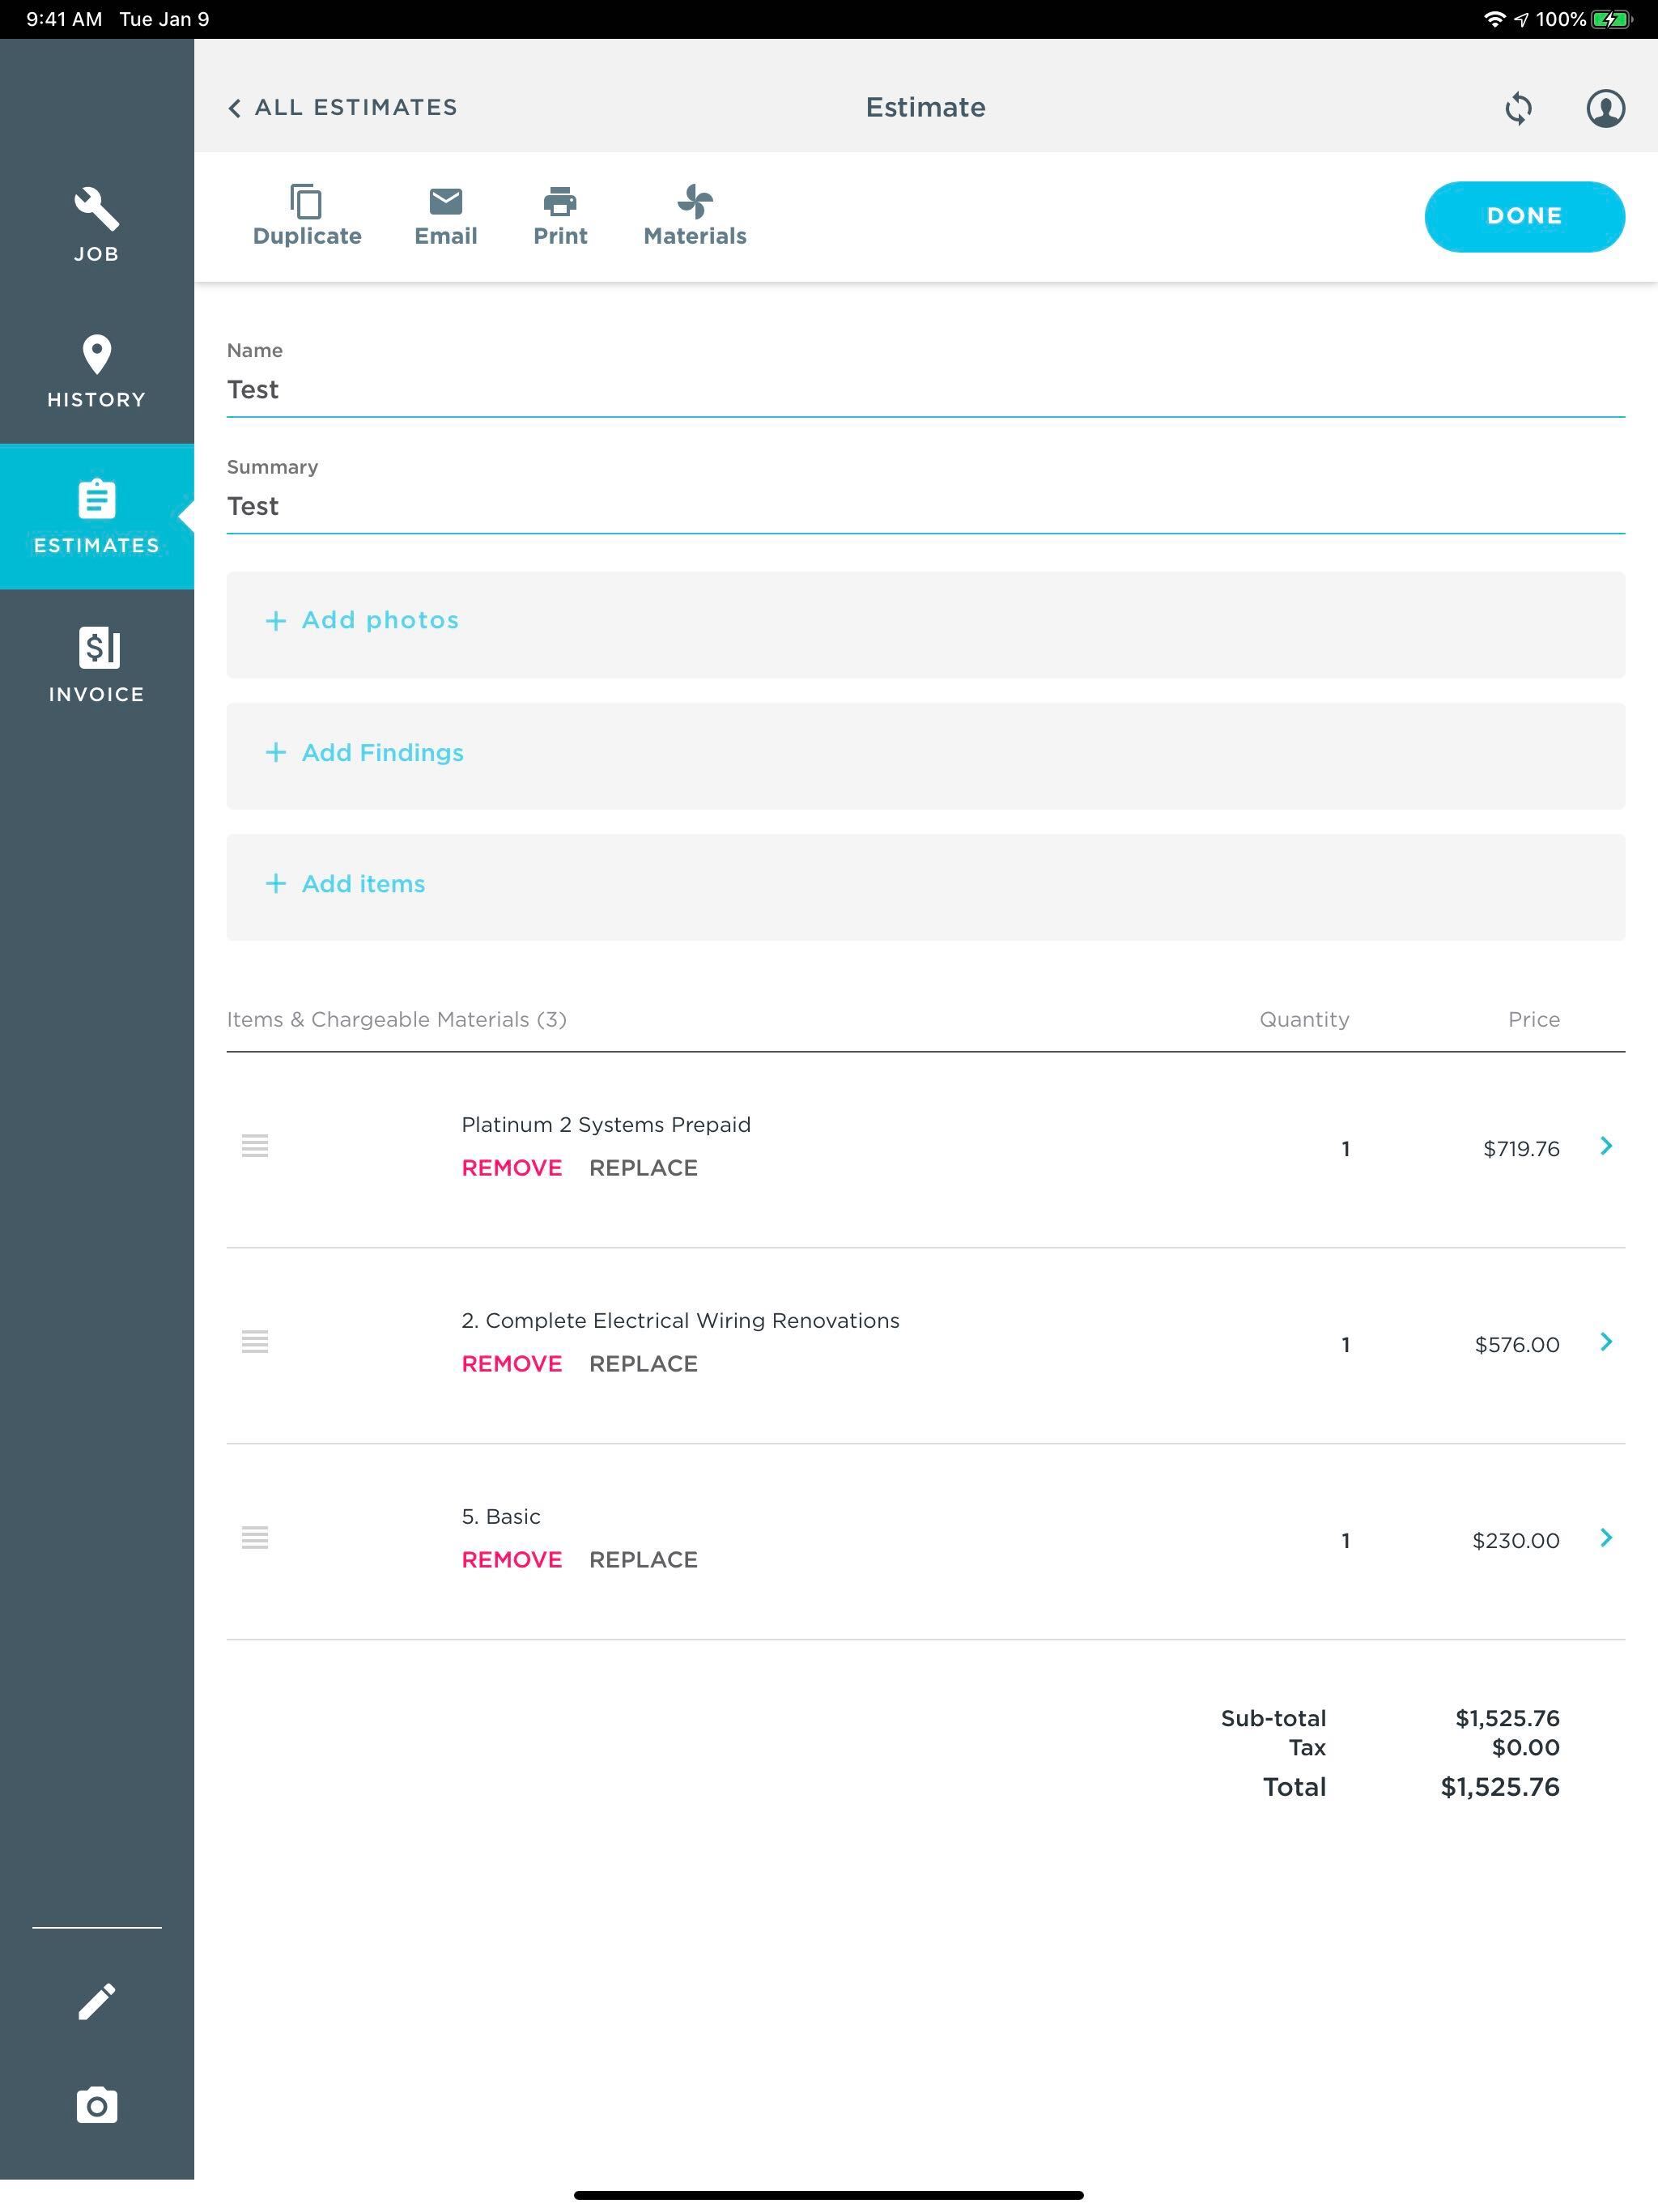 9:41 AM Tue Jan 9 100%
ALL ESTIMATES Estimate
Duplicate Email Print Materials DONE
JOB
HISTORY
ESTIMATES
$
INVOICE
Name
Test
Summary
Test
+ Add photos
+ Add Findings
+ Add items
Items & Chargeable Materials (3) Quantity Price
Platinum 2 Systems Prepaid
REMOVE REPLACE 1 $719.76
2. Complete Electrical Wiring Renovations
REMOVE REPLACE 1 $576.00
5. Basic
REMOVE REPLACE 1 $230.00
Sub-total $1,525.76
Tax $0.00
Total $1,525.76